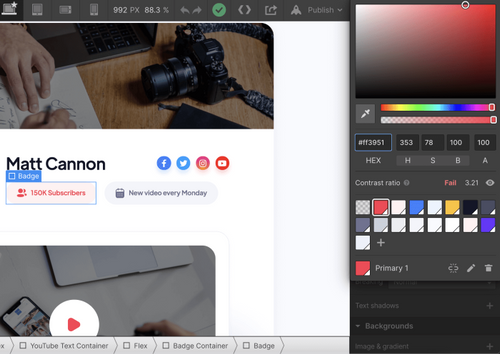 992 PX 88.3 %
Publish
Matt Cannon
Badge
150K Subscribers
New video every Monday
#ff3951 353 78 100 100
HEX H S B A
Contrast ratio Fail 3.21
Primary 1
Text shadows
Backgrounds
Image & gradient
YouTube Text Container
Flex
Badge Container
Badge